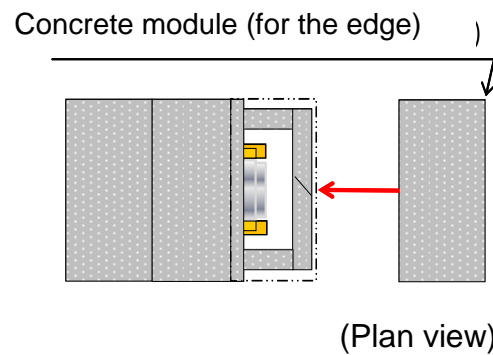 Concrete module (for the edge) )
(Plan view)